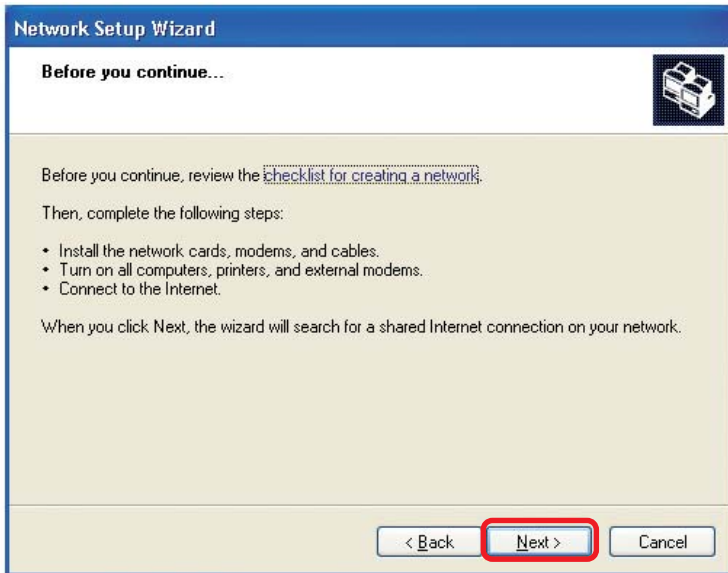 Network Setup Wizard
Before you continue...
Before you continue, review the checklist for creating a network.
Then, complete the following steps:
• Install the network cards, modems, and cables.
• Turn on all computers, printers, and external modems.
• Connect to the Internet.
When you click Next, the wizard will search for a shared Internet connection on your network.
< Back Next > Cancel